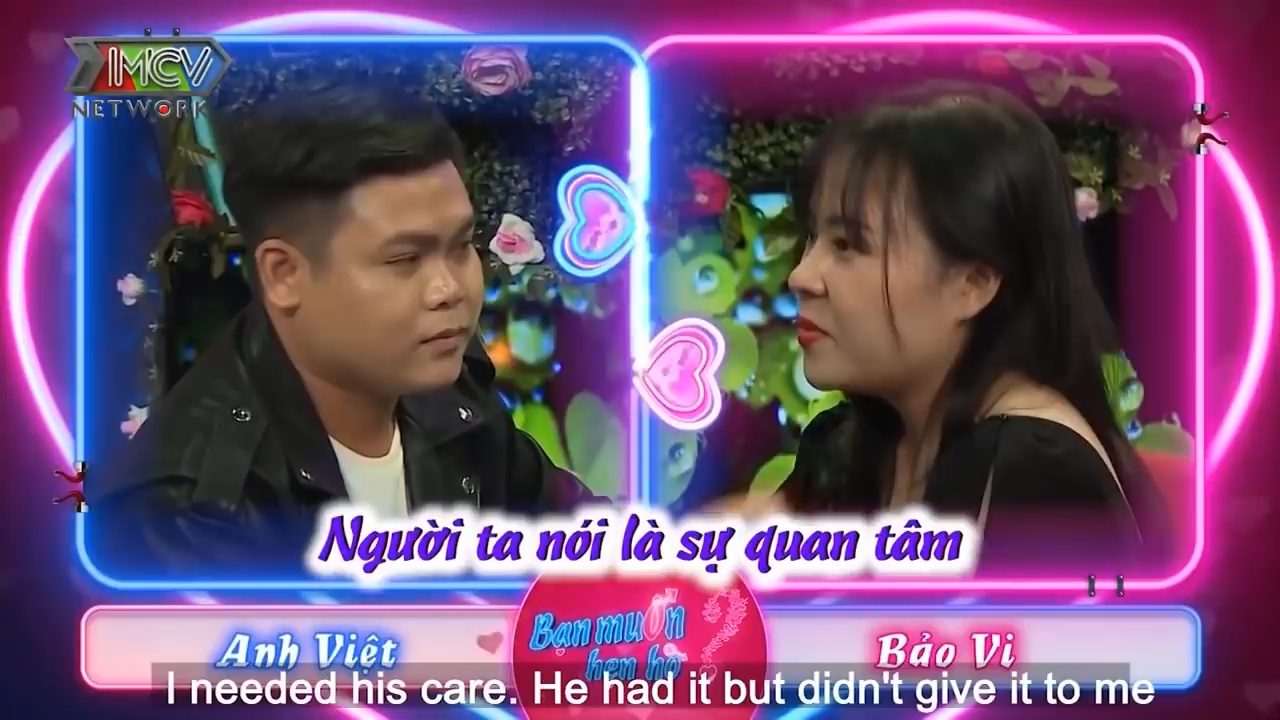 MCV
NETWORK
Người ta nói là sự quan tâm
Anh Việt
Bạn muốn
hẹn hò
Bảo Vi
I needed his care. He had it but didn't give it to me